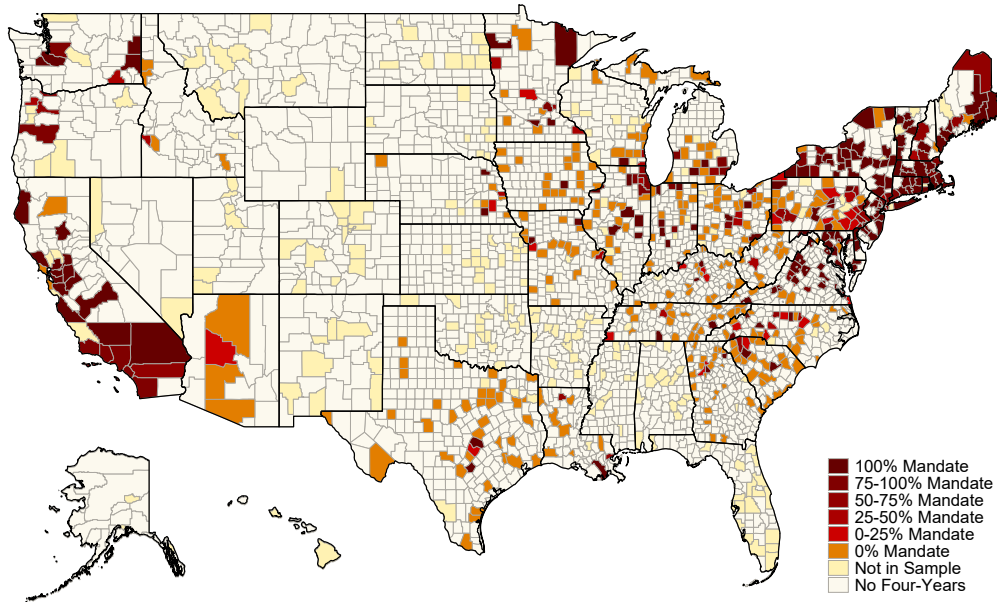 100% Mandate
75-100% Mandate
50-75% Mandate
25-50% Mandate
0-25% Mandate
0% Mandate
Not in Sample
No Four-Years